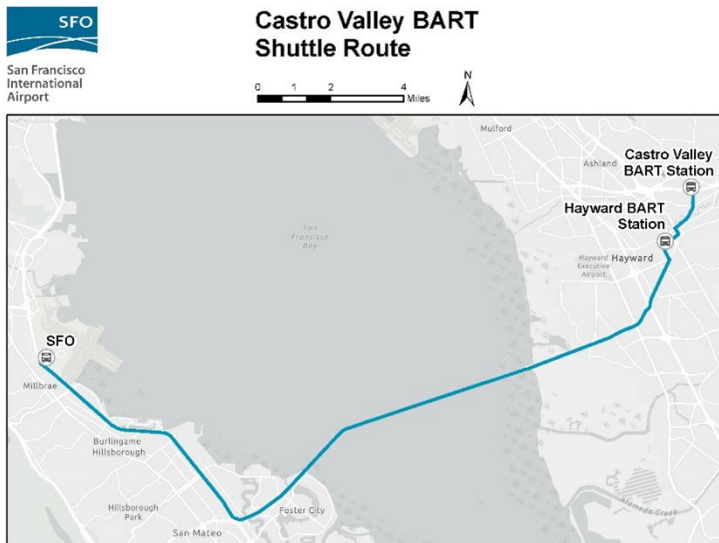 SFO
San Francisco
International
Airport
Castro Valley BART
Shuttle Route
0 1 2 4
Miles
N
Mulford
Ashland
Castro Valley
BART Station
Hayward BART
Station
San
Francisco
Bay
Hayward
Executive
Airport
Hayward
SFO
Millbrae
Burlingame
Hillsborough
Hillsborough
Park
Foster City
San Mateo
Alameda Creek